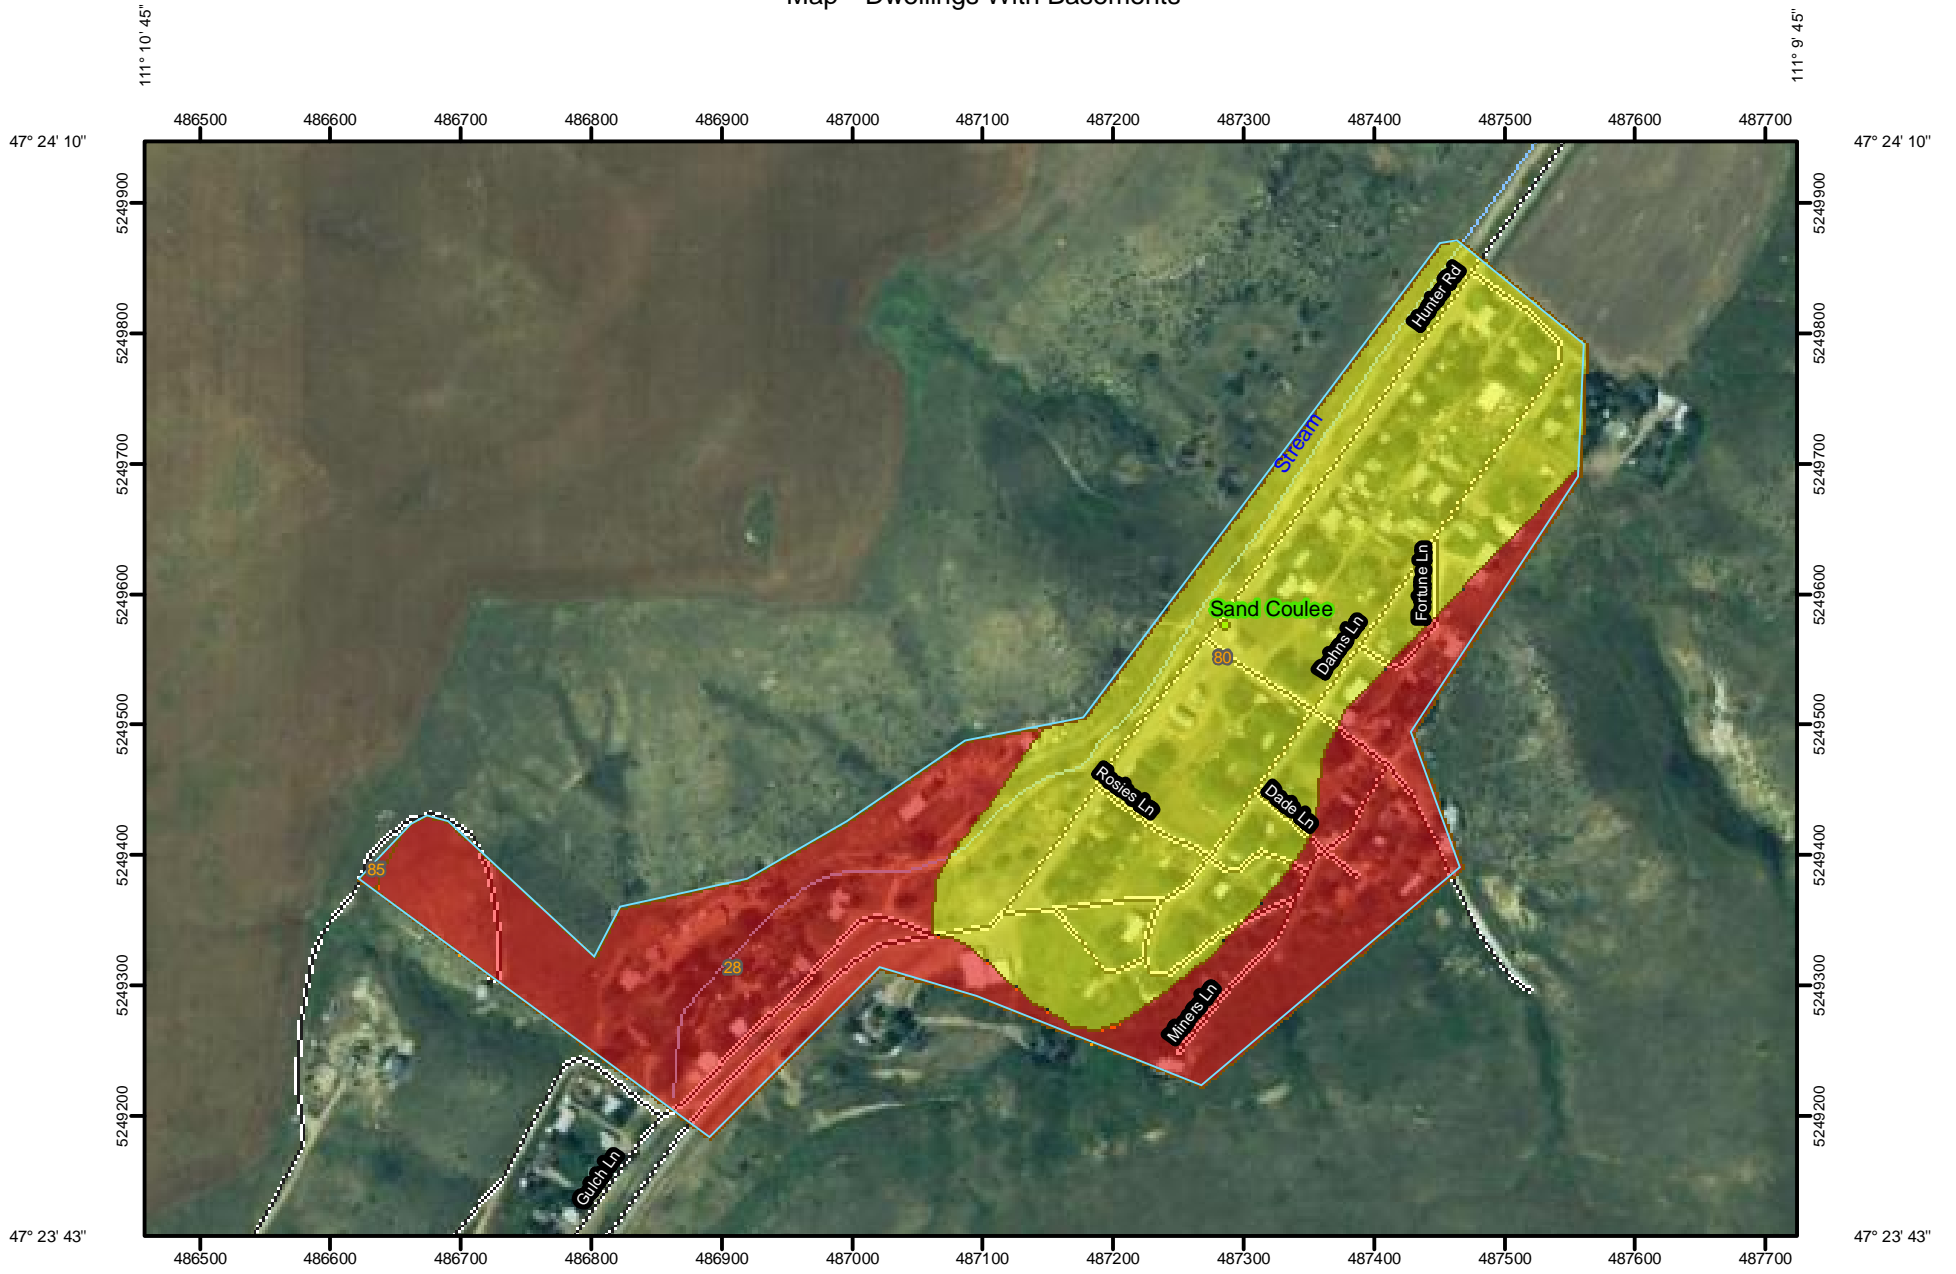 111° 10' 45"
111° 9' 45"
47° 24' 10"
486500 486600 486700 486800 486900 487000 487100 487200 487300 487400 487500 487600 487700
47° 24' 10"
5249900
5249900
Hunter Rd
5249800
5249800
Stream
5249700
5249700
Fortune Ln
5249600
5249600
Sand Coulee
Dahns Ln
80
5249500
5249500
Rosies Ln
Dade Ln
5249400
5249400
85
28
5249300
5249300
Miners Ln
5249200
5249200
Gulch Ln
47° 23' 43"
47° 23' 43"
486500 486600 486700 486800 486900 487000 487100 487200 487300 487400 487500 487600 487700